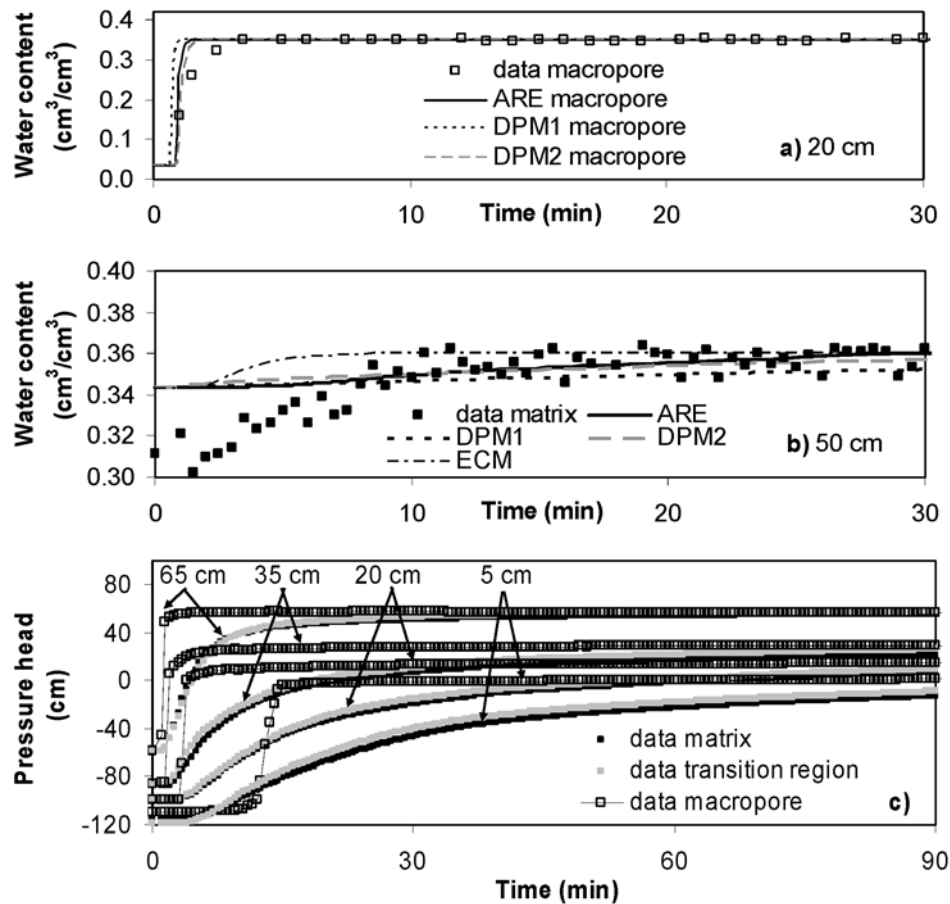 Water content
(cm³/cm³)
0.4
0.3
0.2
0.1
0.0
data macropore
ARE macropore
DPM1 macropore
DPM2 macropore
a) 20 cm
0
10
20
30
Time (min)
Water content
(cm³/cm³)
0.40
0.38
0.36
0.34
0.32
0.30
data matrix
ARE
DPM1
DPM2
ECM
b) 50 cm
0
10
20
30
Time (min)
Pressure head
(cm)
80
40
0
-40
-80
-120
65 cm
35 cm
20 cm
5 cm
data matrix
data transition region
data macropore
c)
0
30
60
90
Time (min)